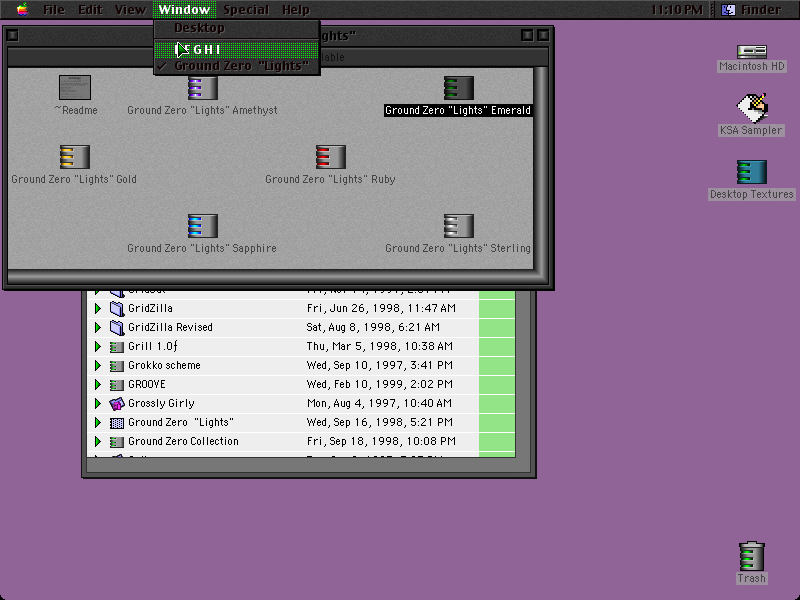 File Edit View Window Special Help 11:10 PM Finder
Desktop
G H I
✓ Ground Zero "Lights"
ghts"
lable
~Readme
Ground Zero "Lights" Amethyst
Ground Zero "Lights" Emerald
Ground Zero "Lights" Gold
Ground Zero "Lights" Ruby
Ground Zero "Lights" Sapphire
Ground Zero "Lights" Sterling
GridZilla Fri, Jun 26, 1998, 11:47 AM
GridZilla Revised Sat, Aug 8, 1998, 6:21 AM
Grill 1.0ƒ Thu, Mar 5, 1998, 10:38 AM
Grokko scheme Wed, Sep 10, 1997, 3:41 PM
GROOVE Wed, Feb 10, 1999, 2:02 PM
Grossly Girly Mon, Aug 4, 1997, 10:40 AM
Ground Zero "Lights" Wed, Sep 16, 1998, 5:21 PM
Ground Zero Collection Fri, Sep 18, 1998, 10:08 PM
Macintosh HD
KSA Sampler
Desktop Textures
Trash